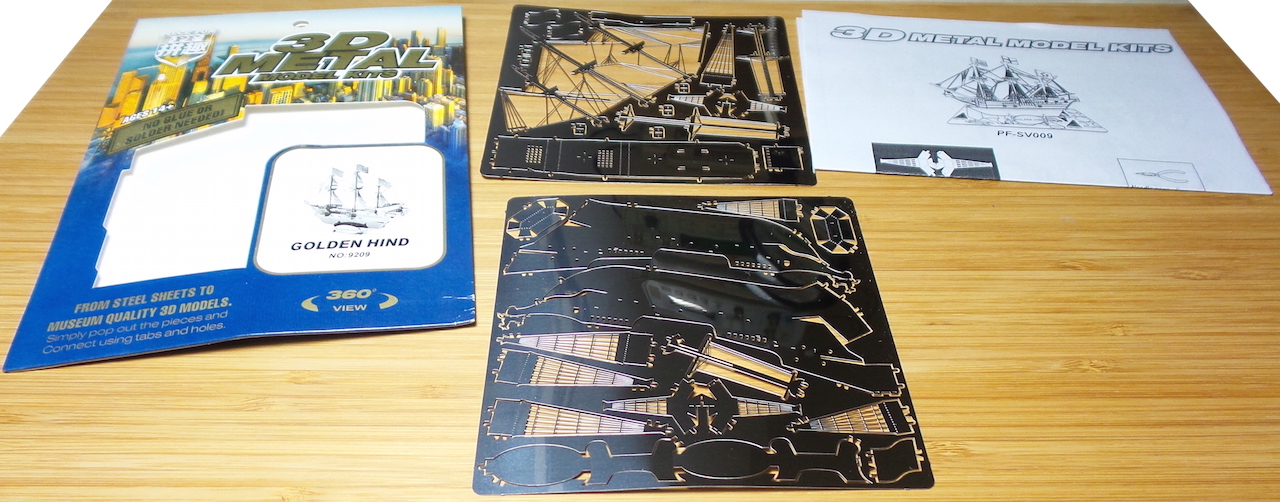 3D
METAL
MODEL KITS
AGES 14+
NO GLUE OR
SOLDER NEEDED!
GOLDEN HIND
NO:9209
FROM STEEL SHEETS TO
MUSEUM QUALITY 3D MODELS.
Simply pop out the pieces and
Connect using tabs and holes.
360°
VIEW
3D METAL MODEL KITS
PF-SV009